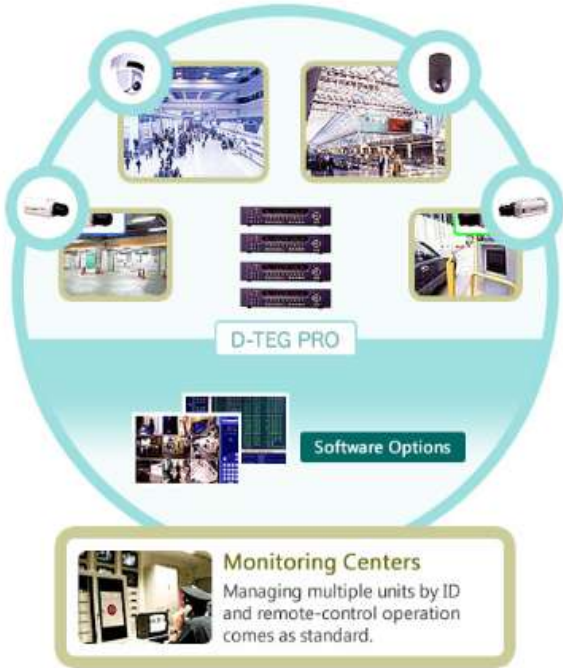 D-TEG PRO
Software Options
Monitoring Centers
Managing multiple units by ID
and remote-control operation
comes as standard.